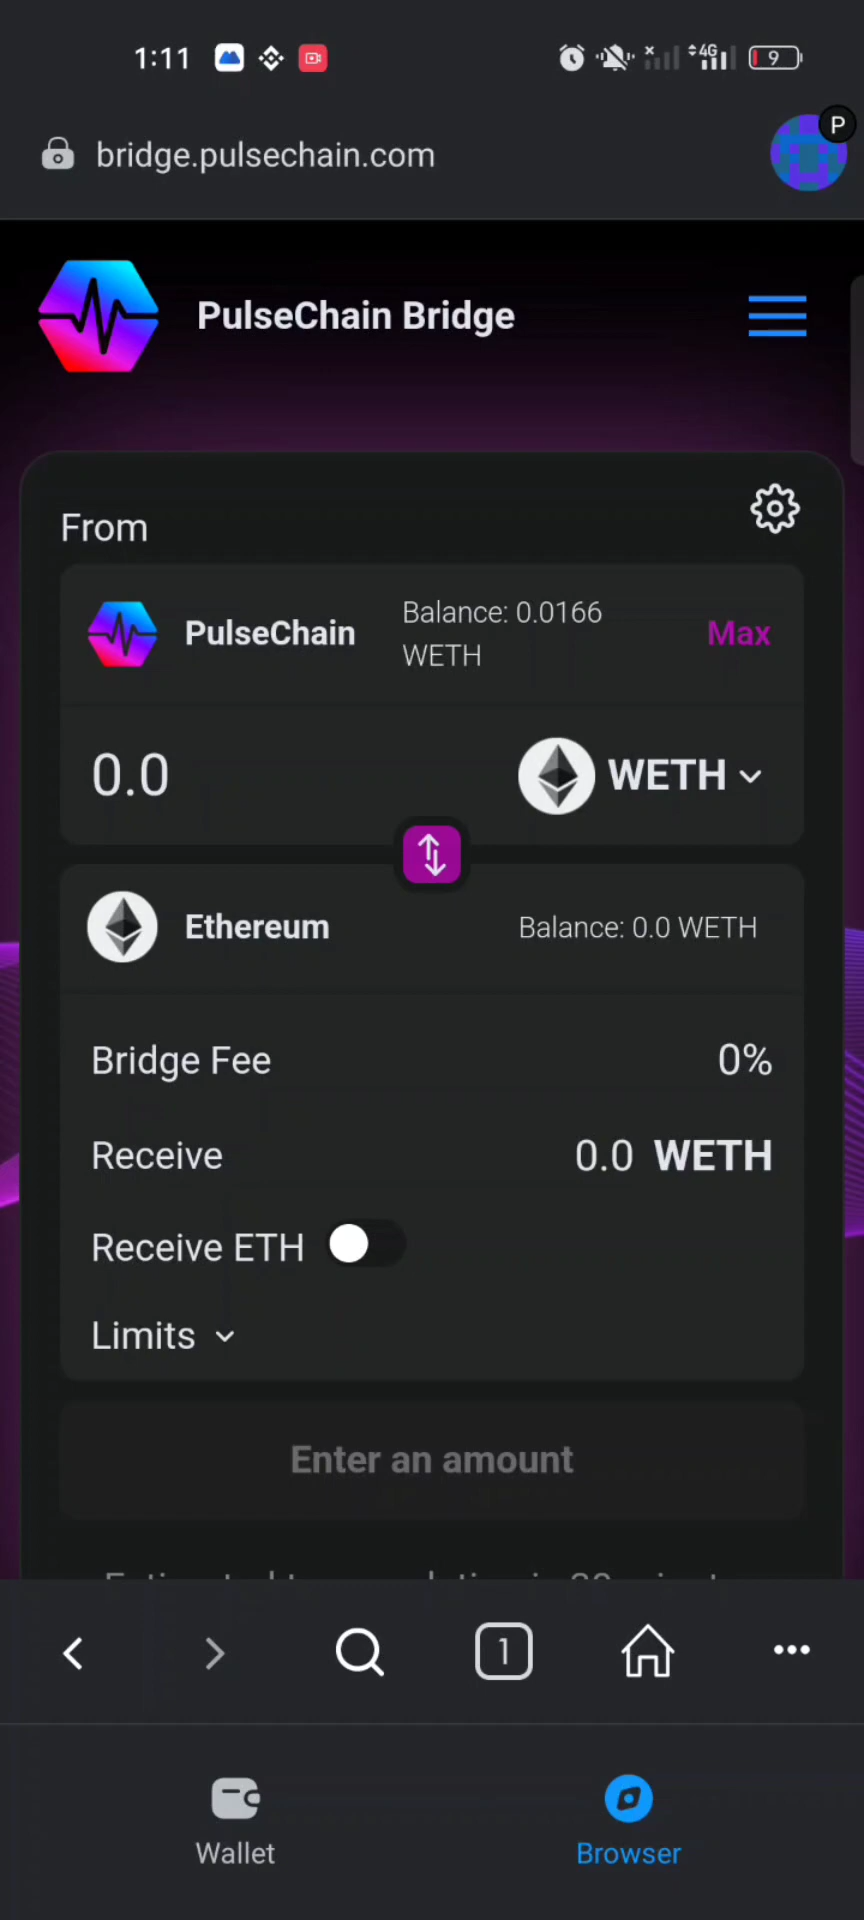 1:11
4G
9
bridge.pulsechain.com
P
PulseChain Bridge
From
PulseChain
Balance: 0.0166
WETH
Max
0.0
WETH
Ethereum
Balance: 0.0 WETH
Bridge Fee
0%
Receive
0.0 WETH
Receive ETH
Limits
Enter an amount
1
Wallet
Browser